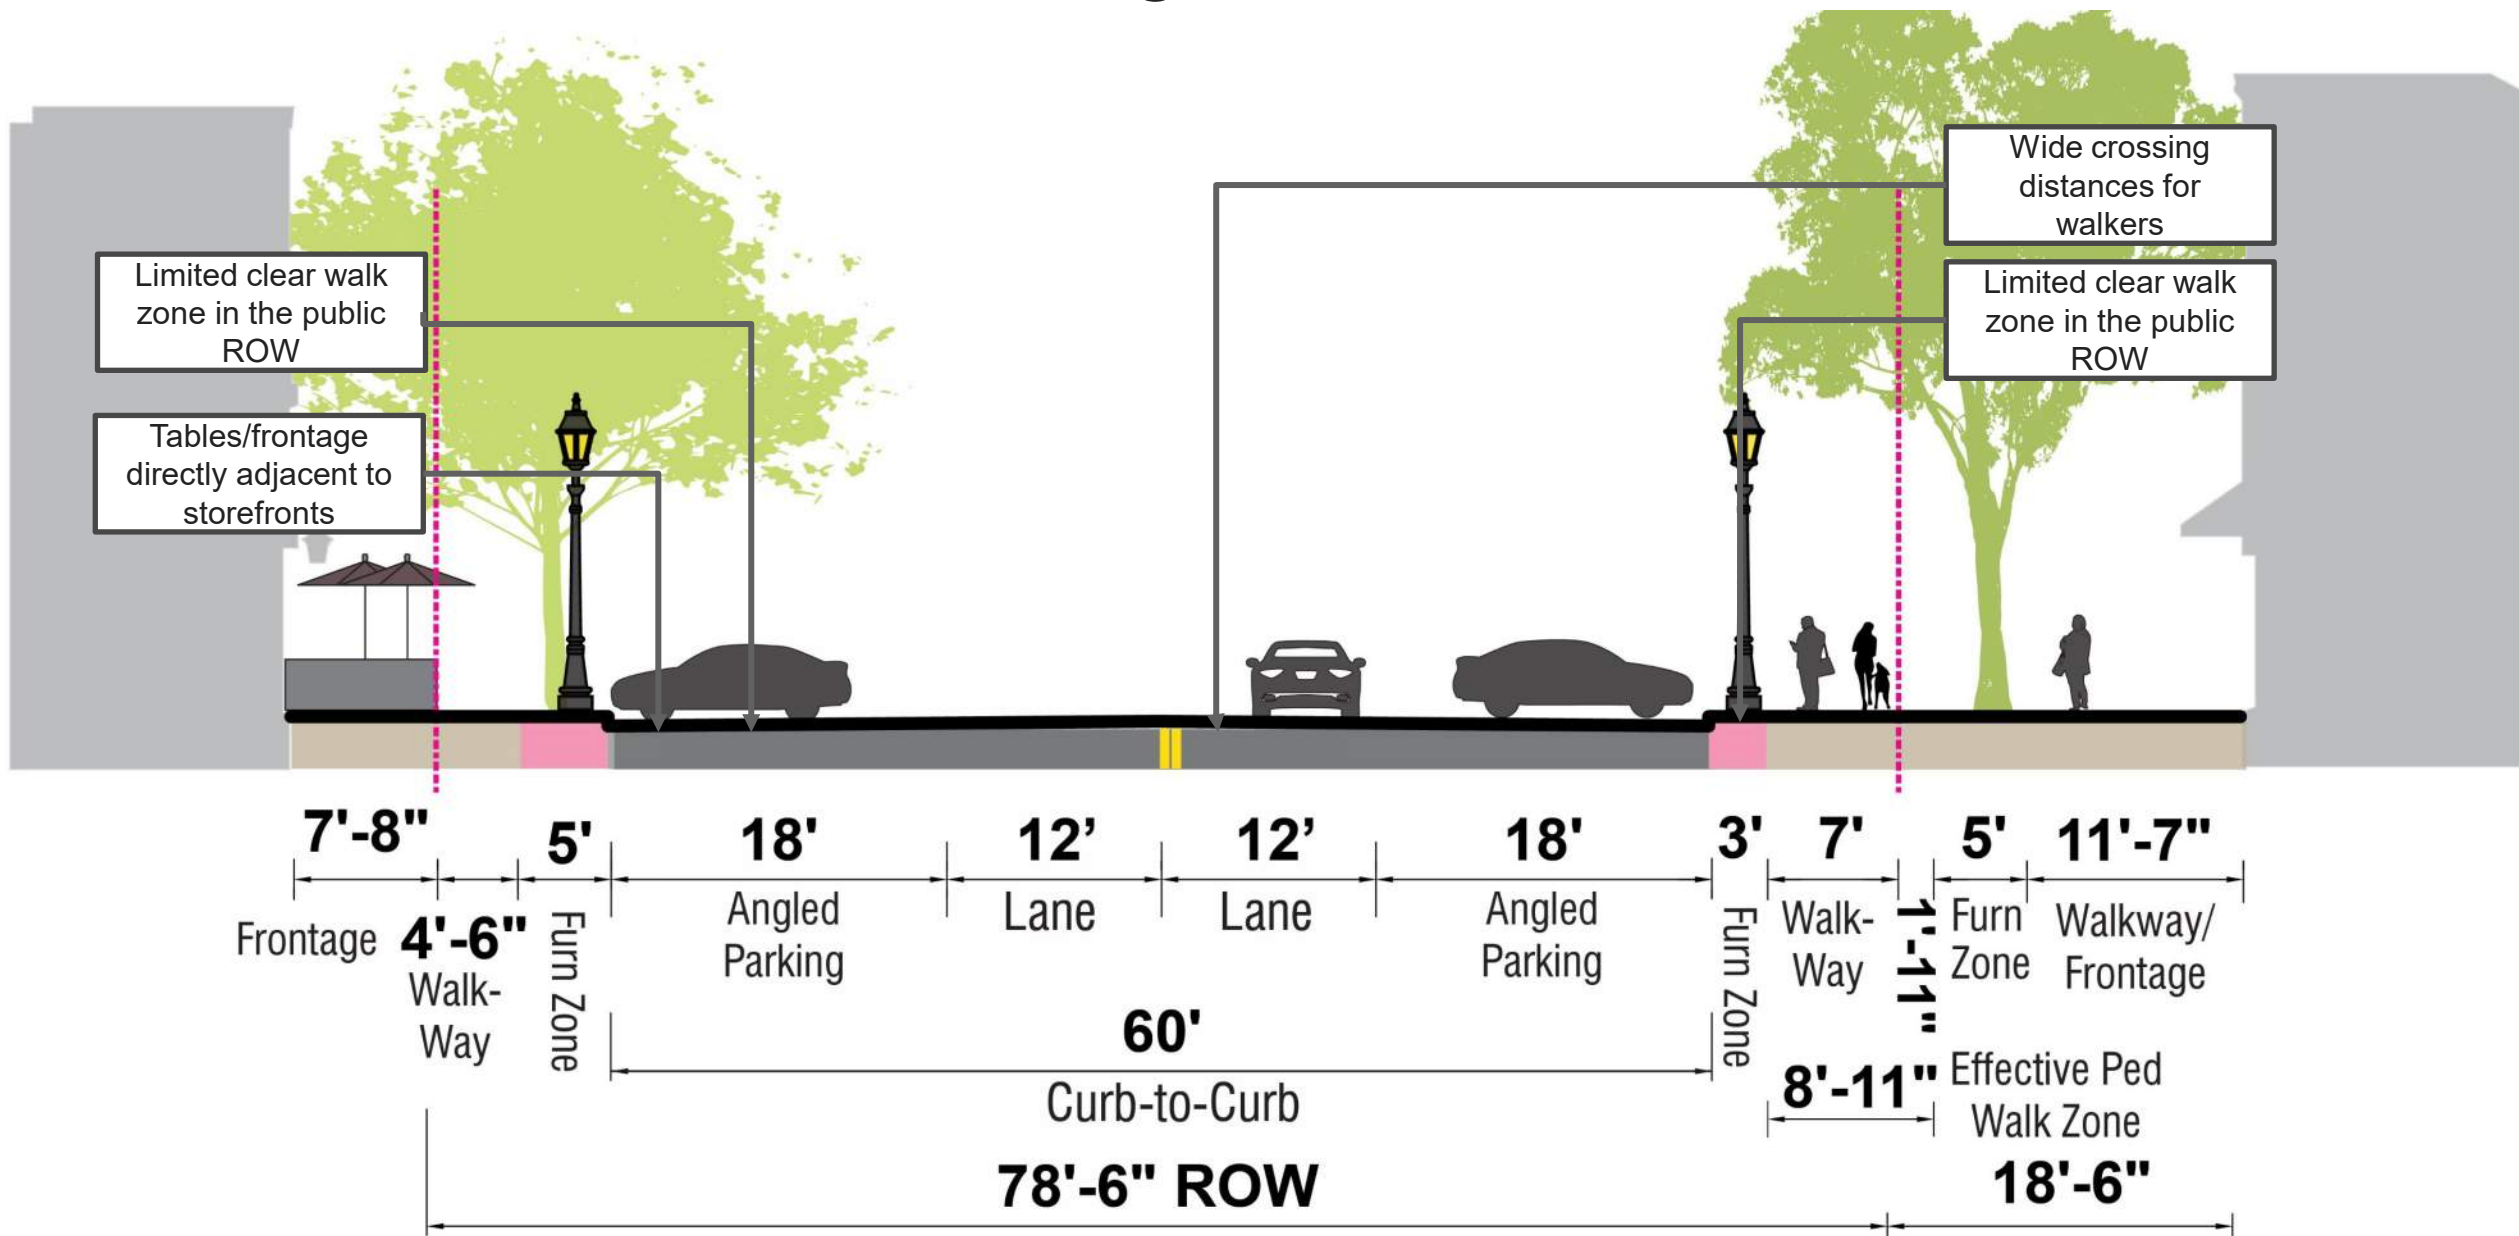 Wide crossing
distances for
walkers
Limited clear walk
zone in the public
ROW
Limited clear walk
zone in the public
ROW
Tables/frontage
directly adjacent to
storefronts
7'-8"
5'
18'
12’
12’
18'
3'
7'
5'
11'-7"
Frontage
4'-6"
Walk-
Way
Furn Zone
Angled
Parking
Lane
Lane
Angled
Parking
Furn Zone
Walk-
Way
1'-11"
Furn
Zone
Walkway/
Frontage
60'
Curb-to-Curb
8'-11"
Effective Ped
Walk Zone
78'-6" ROW
18'-6"